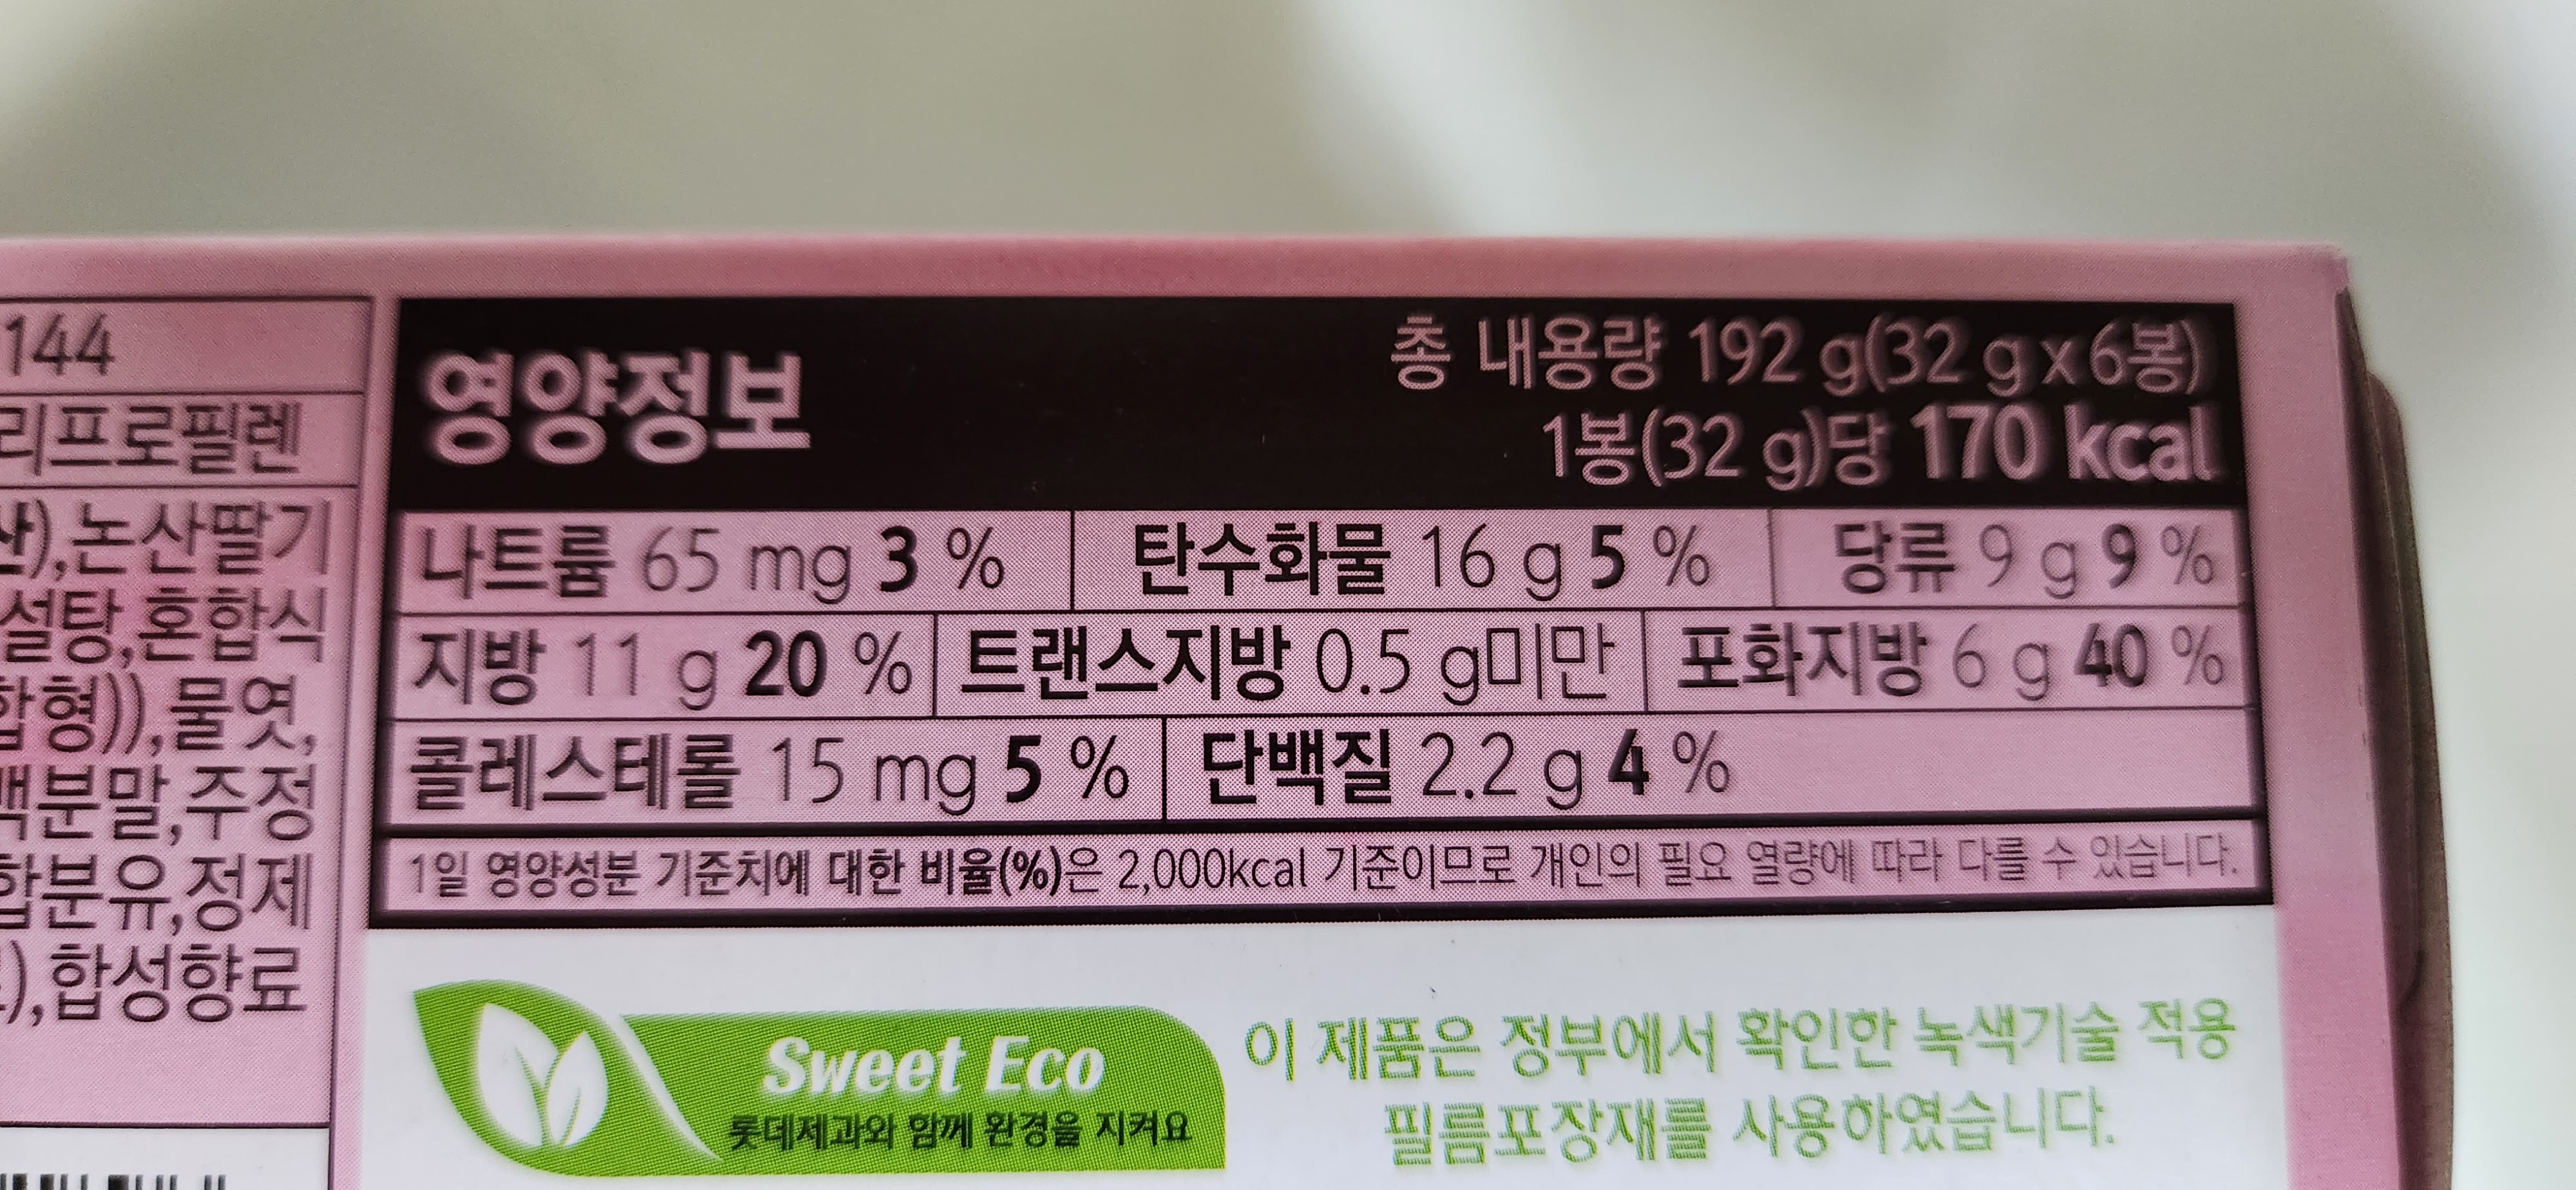 144
리프로필렌
산),논산딸기
설탕,혼합식
합형)),물엿,
백분말,주정
합분유,정제
),합성향료
영양정보
총 내용량 192 g(32 g x 6봉)
1봉(32 g)당 170 kcal
나트륨 65 mg 3 % 탄수화물 16 g 5 % 당류 9 g 9 %
지방 11 g 20 % 트랜스지방 0.5 g미만 포화지방 6 g 40 %
콜레스테롤 15 mg 5 % 단백질 2.2 g 4 %
1일 영양성분 기준치에 대한 비율(%)은 2,000kcal 기준이므로 개인의 필요 열량에 따라 다를 수 있습니다.
Sweet Eco
롯데제과와 함께 환경을 지켜요
이 제품은 정부에서 확인한 녹색기술 적용
필름포장재를 사용하였습니다.